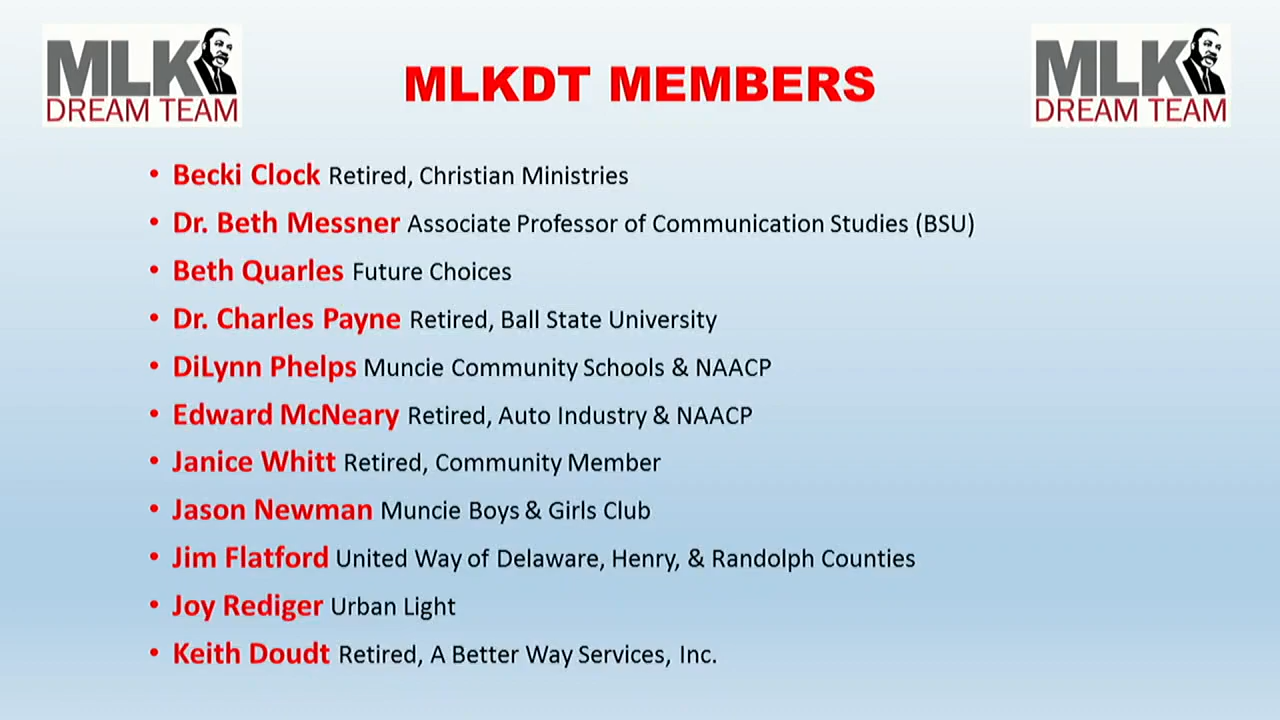 MLK
DREAM TEAM
MLKDT MEMBERS
MLK
DREAM TEAM
• Becki Clock Retired, Christian Ministries
• Dr. Beth Messner Associate Professor of Communication Studies (BSU)
• Beth Quarles Future Choices
• Dr. Charles Payne Retired, Ball State University
• DiLynn Phelps Muncie Community Schools & NAACP
• Edward McNeary Retired, Auto Industry & NAACP
• Janice Whitt Retired, Community Member
• Jason Newman Muncie Boys & Girls Club
• Jim Flatford United Way of Delaware, Henry, & Randolph Counties
• Joy Rediger Urban Light
• Keith Doudt Retired, A Better Way Services, Inc.